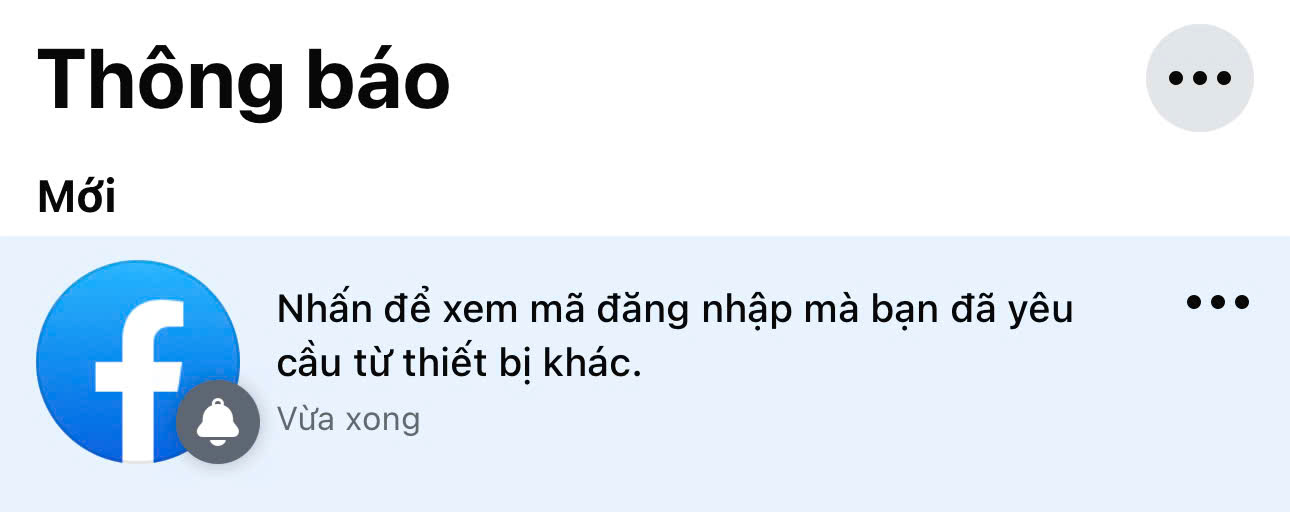 Thông báo
Mới
Nhấn để xem mã đăng nhập mà bạn đã yêu
cầu từ thiết bị khác.
Vừa xong